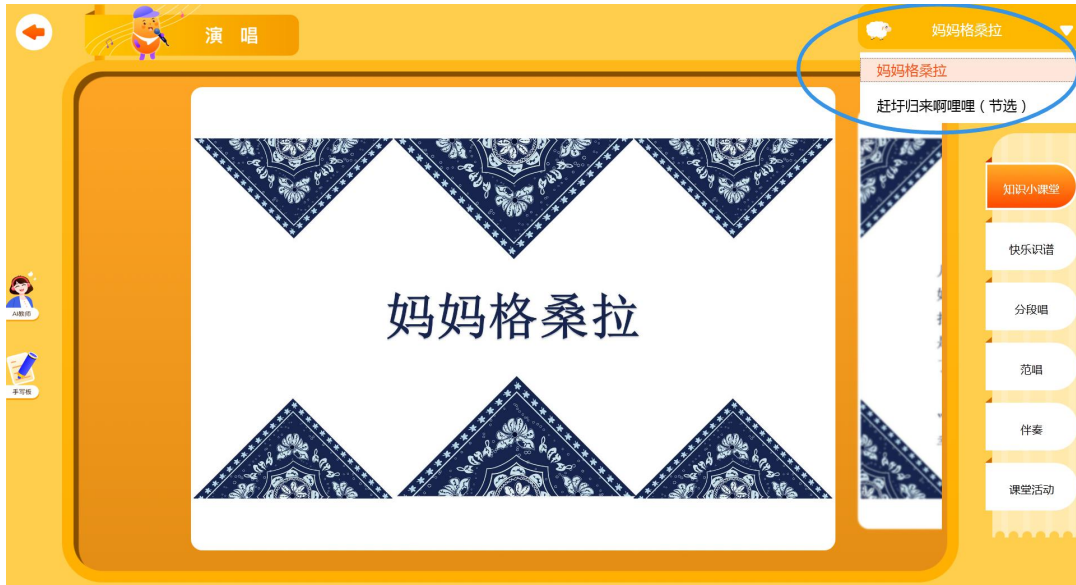 演唱
妈妈格桑拉
妈妈格桑拉
赶圩归来啊哩哩（节选）
妈妈格桑拉
知识小课堂
快乐识谱
分段唱
范唱
伴奏
课堂活动
AI教师
手写板